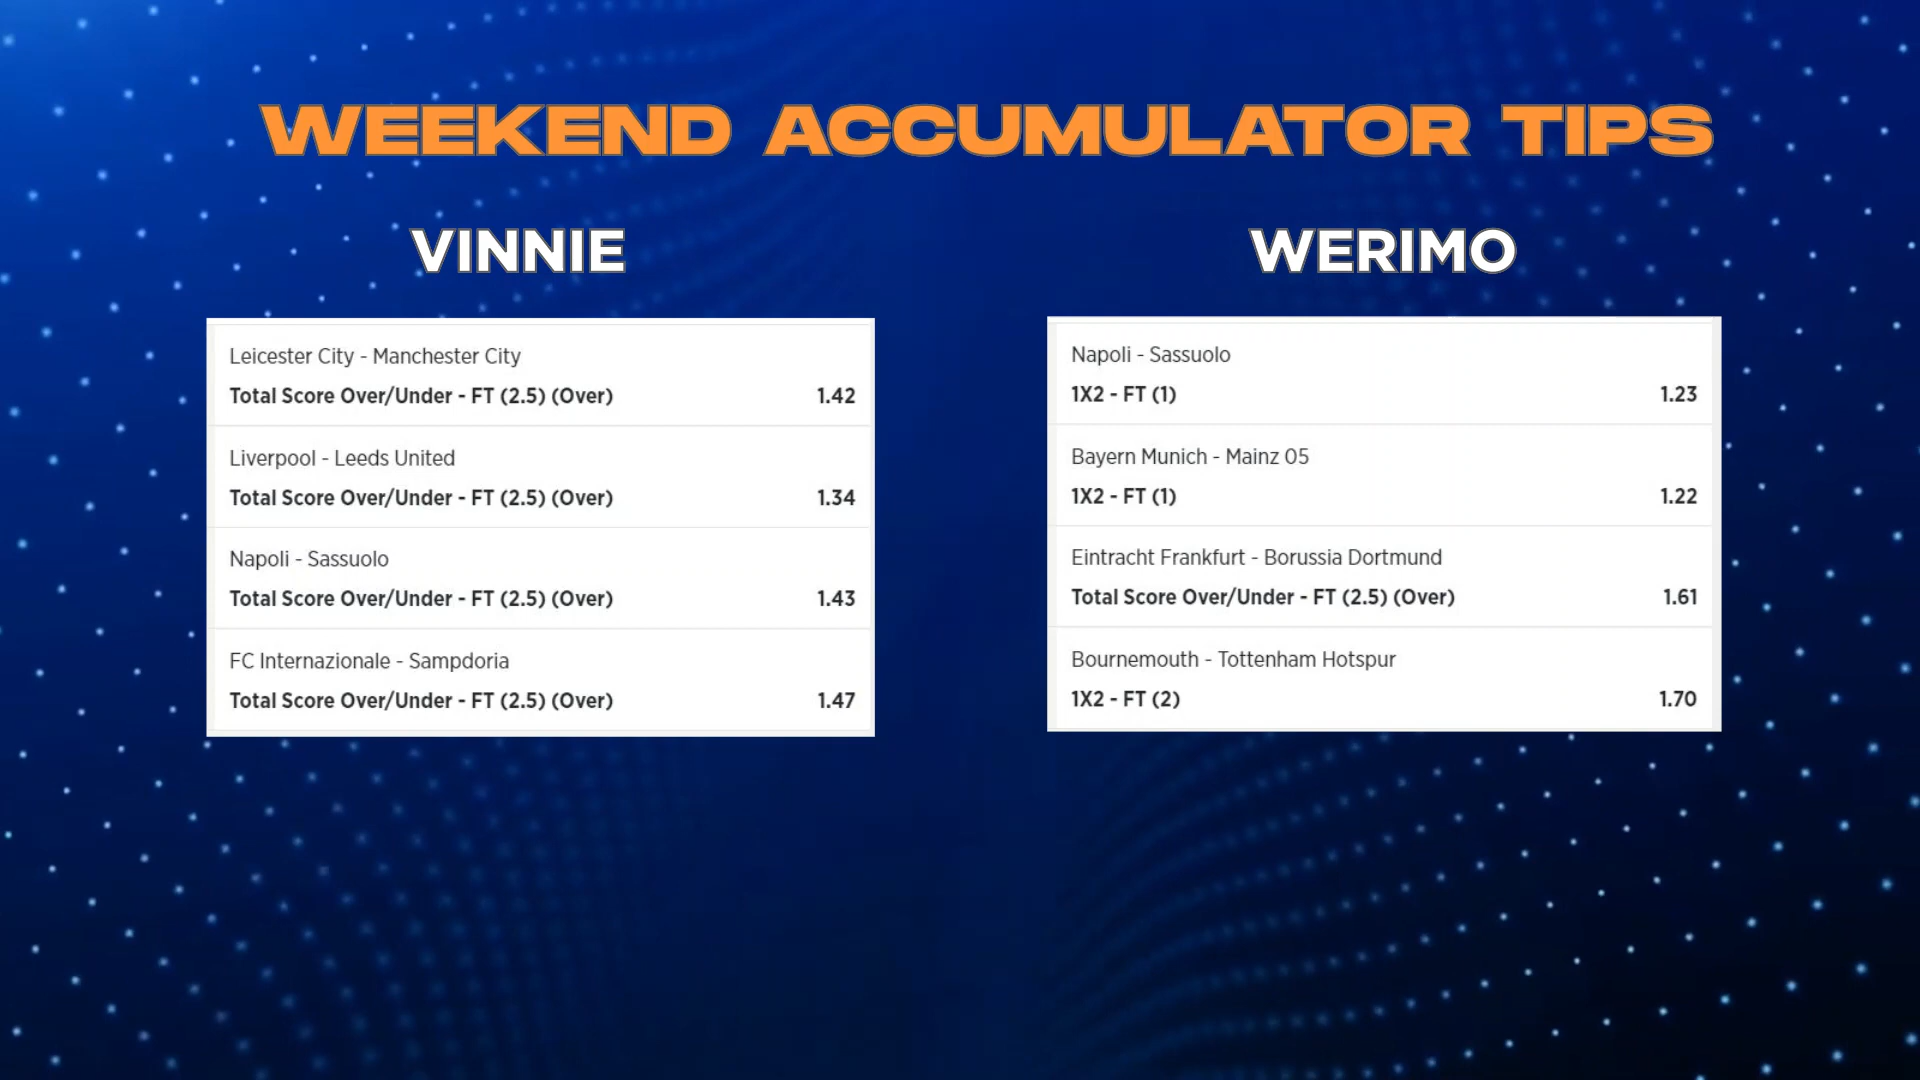 WEEKEND ACCUMULATOR TIPS
VINNIE
Leicester City - Manchester City
Total Score Over/Under - FT (2.5) (Over) 1.42
Liverpool - Leeds United
Total Score Over/Under - FT (2.5) (Over) 1.34
Napoli - Sassuolo
Total Score Over/Under - FT (2.5) (Over) 1.43
FC Internazionale - Sampdoria
Total Score Over/Under - FT (2.5) (Over) 1.47
WERIMO
Napoli - Sassuolo
1X2 - FT (1) 1.23
Bayern Munich - Mainz 05
1X2 - FT (1) 1.22
Eintracht Frankfurt - Borussia Dortmund
Total Score Over/Under - FT (2.5) (Over) 1.61
Bournemouth - Tottenham Hotspur
1X2 - FT (2) 1.70